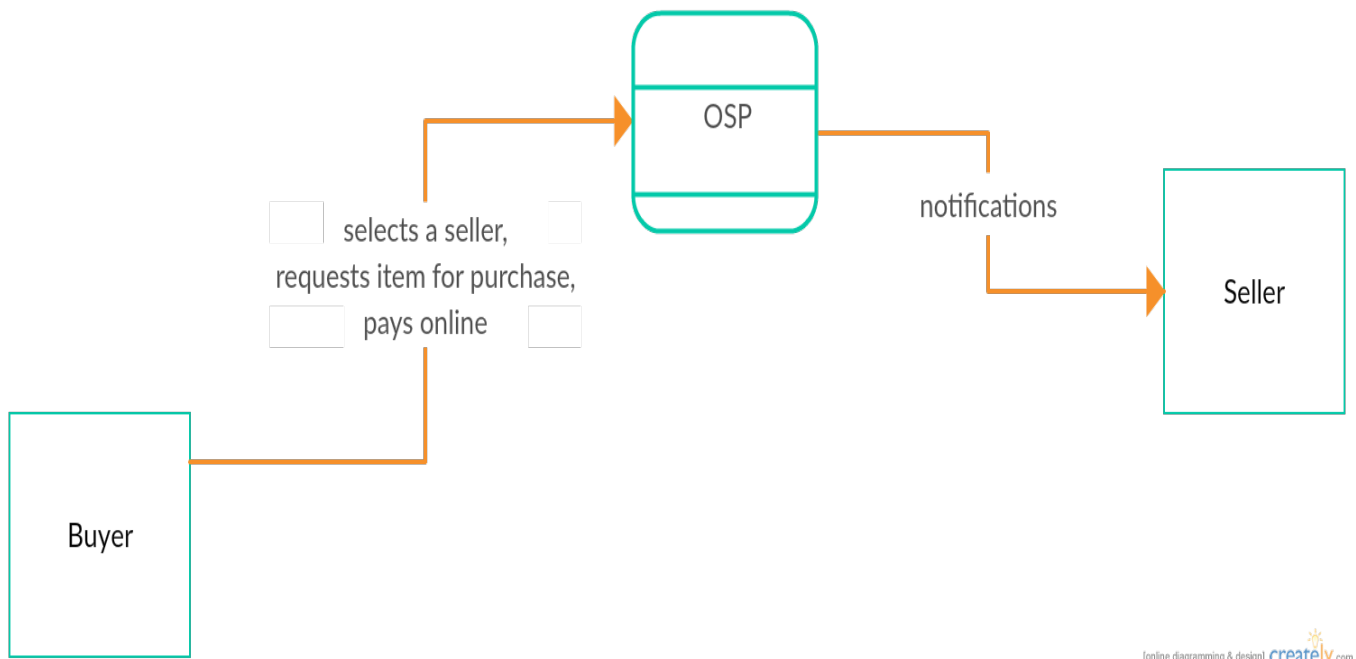 OSP
selects a seller,
requests item for purchase,
pays online
notifications
Seller
Buyer
[online diagramming & design] creately.com